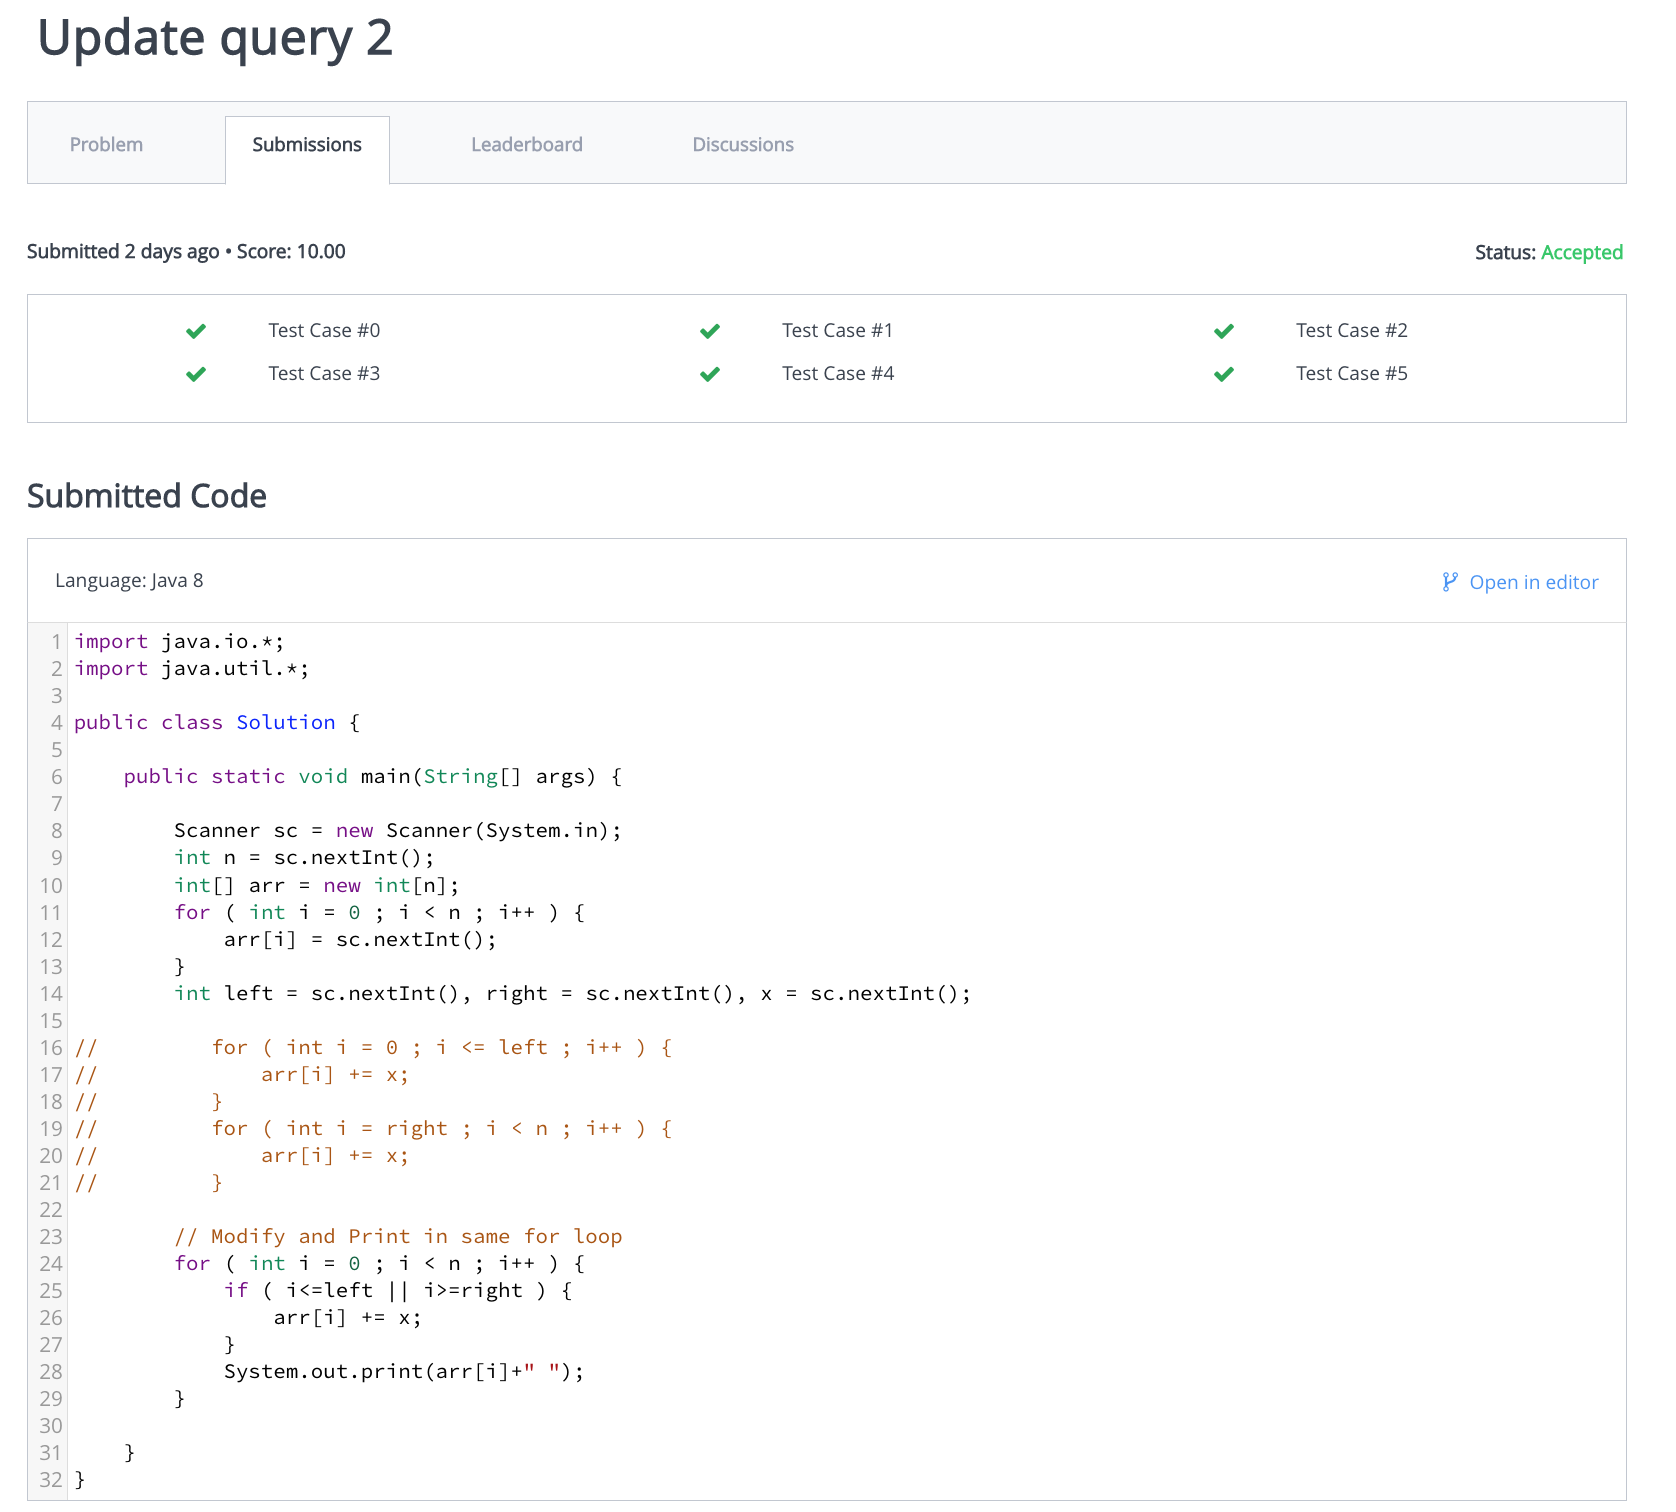 Update query 2
Problem Submissions Leaderboard Discussions
Submitted 2 days ago • Score: 10.00 Status: Accepted
Test Case #0 Test Case #1 Test Case #2
Test Case #3 Test Case #4 Test Case #5
Submitted Code
Language: Java 8 Open in editor
1 import java.io.*;
2 import java.util.*;
3
4 public class Solution {
5
6     public static void main(String[] args) {
7
8         Scanner sc = new Scanner(System.in);
9         int n = sc.nextInt();
10         int[] arr = new int[n];
11         for ( int i = 0 ; i < n ; i++ ) {
12             arr[i] = sc.nextInt();
13         }
14         int left = sc.nextInt(), right = sc.nextInt(), x = sc.nextInt();
15
16 //         for ( int i = 0 ; i <= left ; i++ ) {
17 //             arr[i] += x;
18 //         }
19 //         for ( int i = right ; i < n ; i++ ) {
20 //             arr[i] += x;
21 //         }
22
23         // Modify and Print in same for loop
24         for ( int i = 0 ; i < n ; i++ ) {
25             if ( i<=left || i>=right ) {
26                 arr[i] += x;
27             }
28             System.out.print(arr[i]+" ");
29         }
30
31     }
32 }